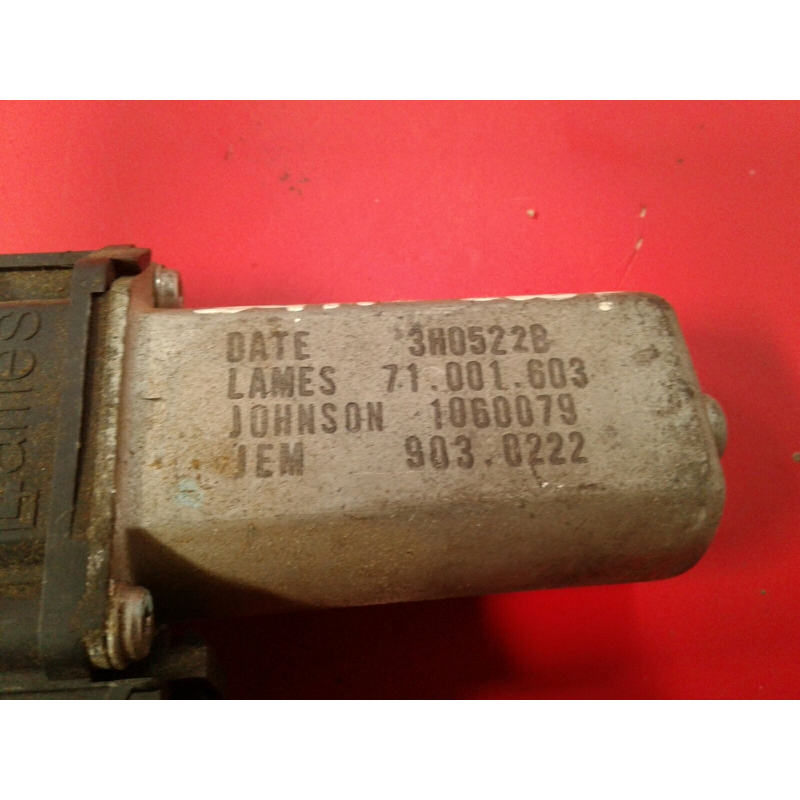 DATE 3H0522B
LAMES 71.001.603
JOHNSON 1060079
JEM 903.0222
Lames